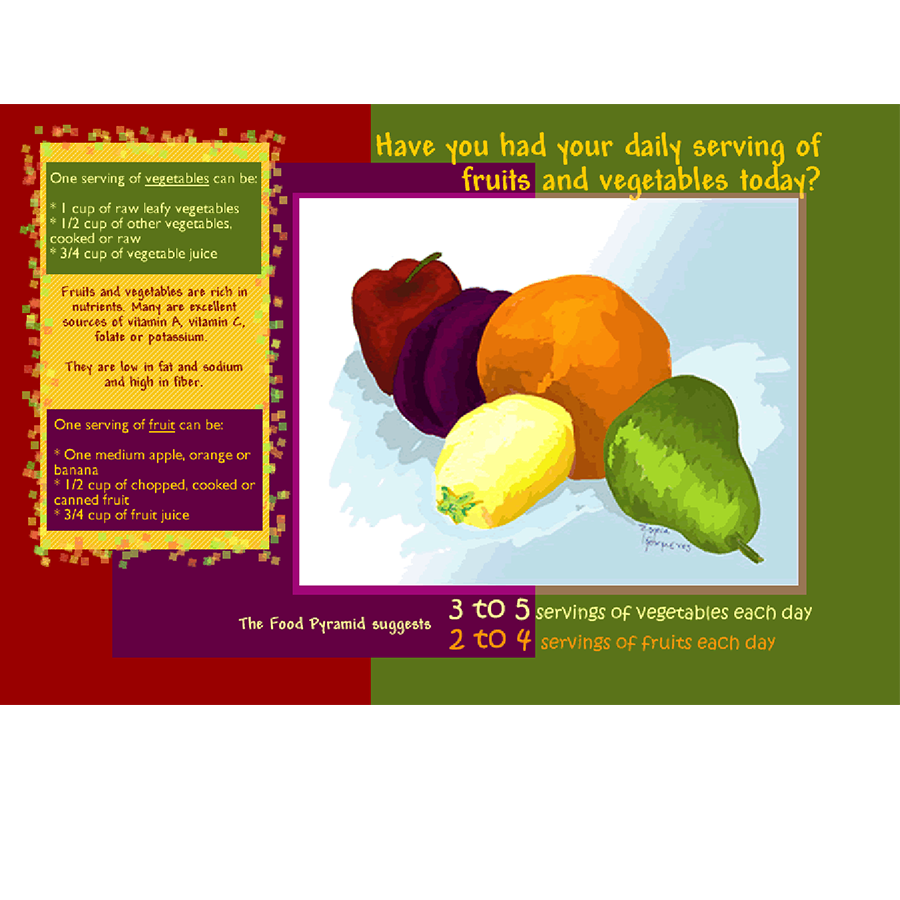 Have you had your daily serving of
fruits and vegetables today?
One serving of vegetables can be:
* 1 cup of raw leafy vegetables
* 1/2 cup of other vegetables,
cooked or raw
* 3/4 cup of vegetable juice
Fruits and vegetables are rich in
nutrients. Many are excellent
sources of vitamin A, vitamin C,
folate or potassium.
They are low in fat and sodium
and high in fiber.
One serving of fruit can be:
* One medium apple, orange or
banana
* 1/2 cup of chopped, cooked or
canned fruit
* 3/4 cup of fruit juice
The Food Pyramid suggests
3 to 5 servings of vegetables each day
2 to 4 servings of fruits each day